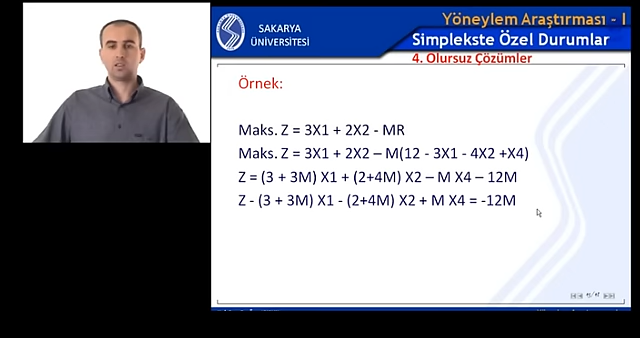 Yöneylem Araştırması - I
SAKARYA
ÜNİVERSİTESİ
Simplekste Özel Durumlar
4. Olursuz Çözümler
Örnek:
Maks. Z = 3X1 + 2X2 - MR
Maks. Z = 3X1 + 2X2 – M(12 - 3X1 - 4X2 +X4)
Z = (3 + 3M) X1 + (2+4M) X2 – M X4 – 12M
Z - (3 + 3M) X1 - (2+4M) X2 + M X4 = -12M